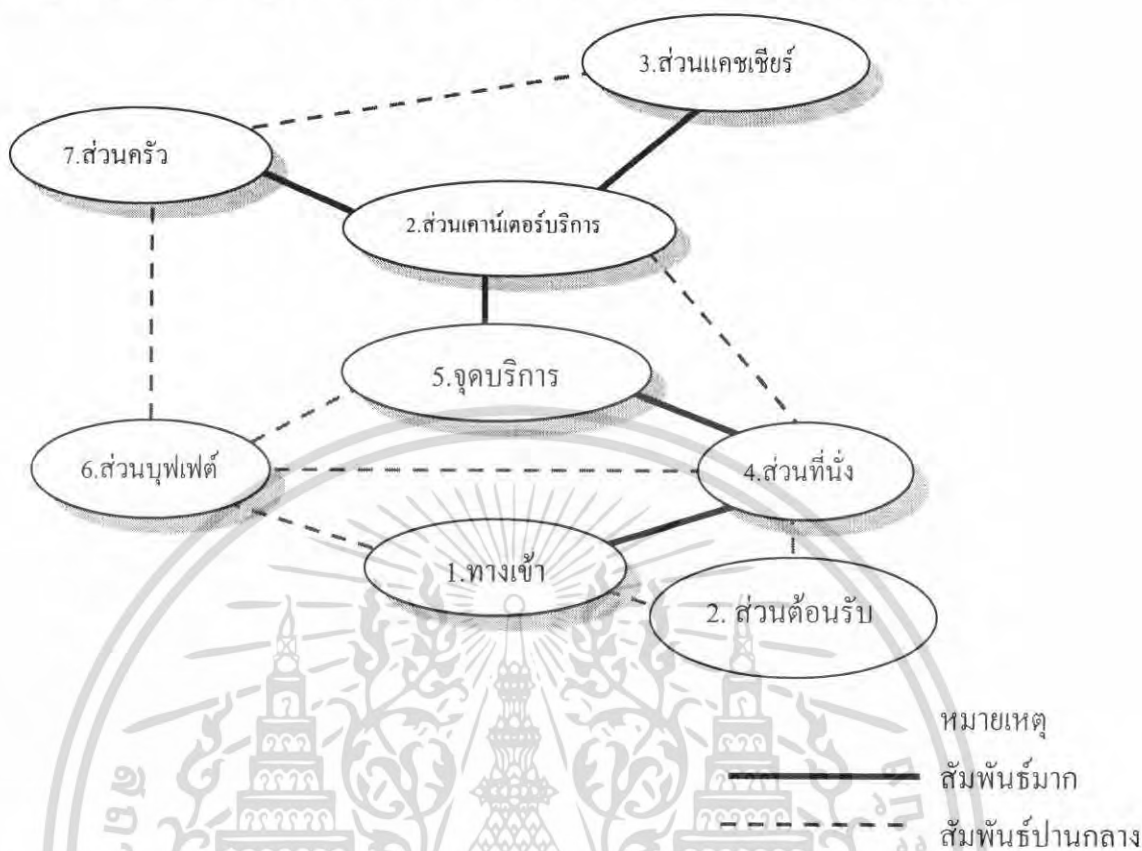 3.ส่วนแคชเชียร์
7.ส่วนครัว
2.ส่วนเคาน์เตอร์บริการ
5.จุดบริการ
6.ส่วนบุฟเฟต์
4.ส่วนที่นั่ง
1.ทางเข้า
2. ส่วนต้อนรับ
หมายเหตุ
สัมพันธ์มาก
สัมพันธ์ปานกลาง